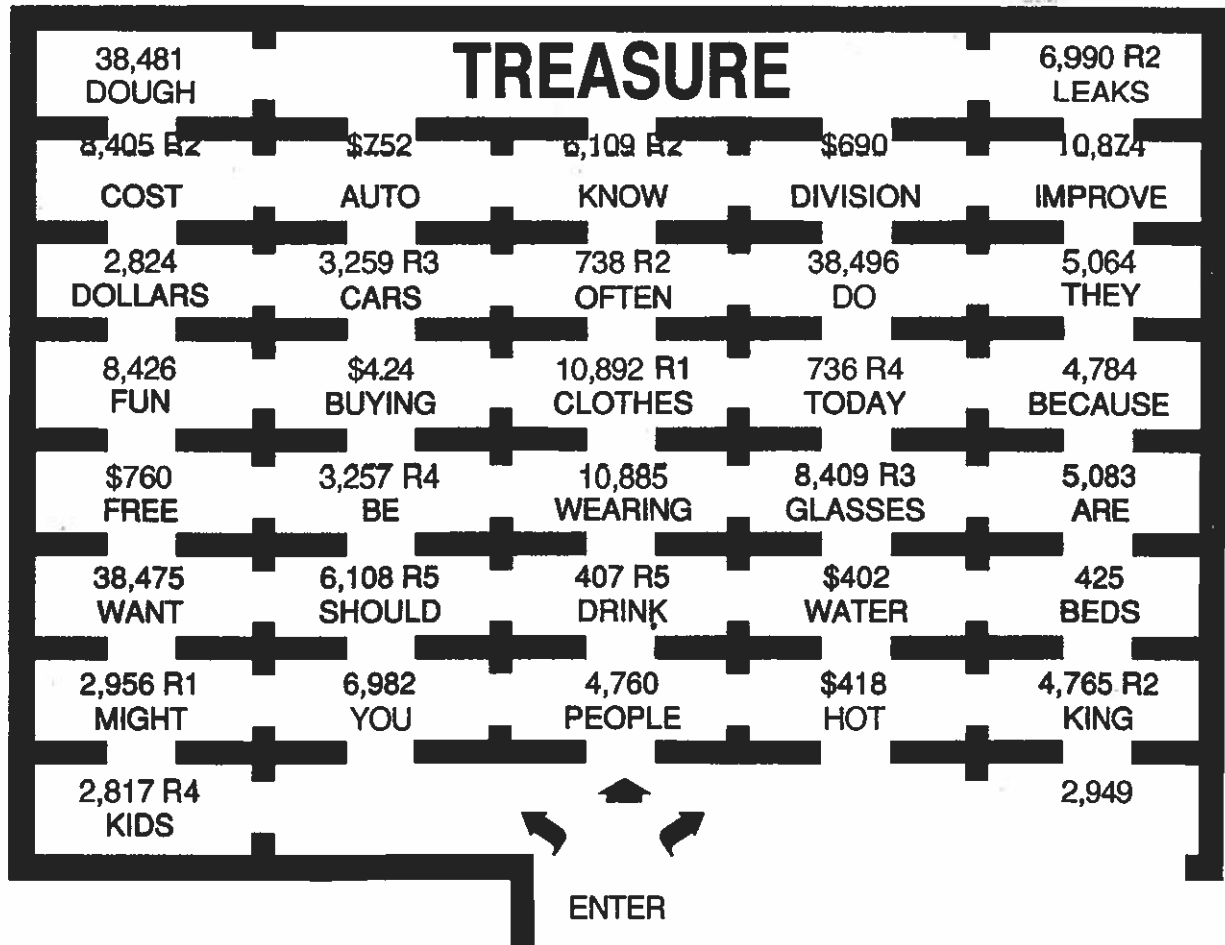 TREASURE
38,481
DOUGH
6,990 R2
LEAKS
8,405 R2
COST
$752
AUTO
6,109 R2
KNOW
$690
DIVISION
10,874
IMPROVE
2,824
DOLLARS
3,259 R3
CARS
738 R2
OFTEN
38,496
DO
5,064
THEY
8,426
FUN
$4.24
BUYING
10,892 R1
CLOTHES
736 R4
TODAY
4,784
BECAUSE
$760
FREE
3,257 R4
BE
10,885
WEARING
8,409 R3
GLASSES
5,083
ARE
38,475
WANT
6,108 R5
SHOULD
407 R5
DRINK
$402
WATER
425
BEDS
2,956 R1
MIGHT
6,982
YOU
4,760
PEOPLE
$418
HOT
4,765 R2
KING
2,817 R4
KIDS
2,949
ENTER